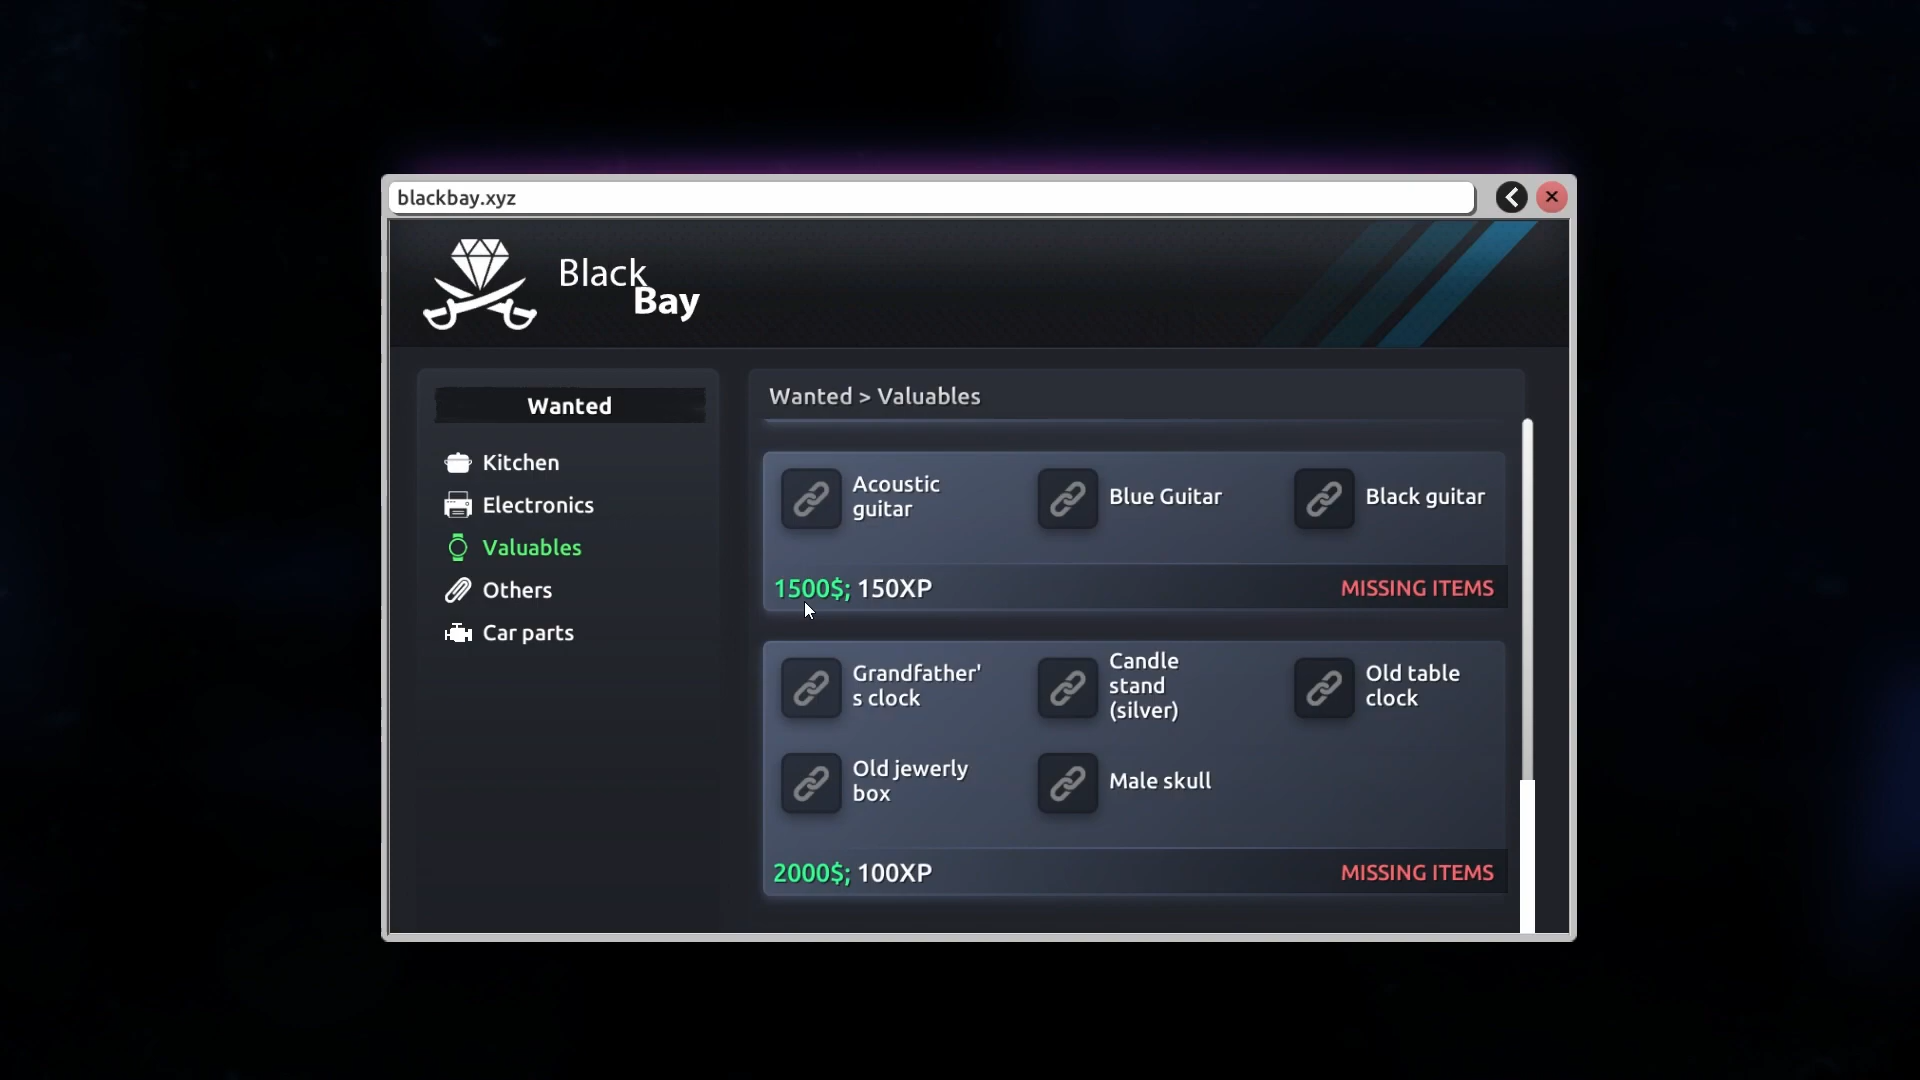 blackbay.xyz
Black
Bay
Wanted
Kitchen
Electronics
Valuables
Others
Car parts
Wanted > Valuables
Acoustic
guitar
Blue Guitar
Black guitar
1500$; 150XP
MISSING ITEMS
Grandfather'
s clock
Candle
stand
(silver)
Old table
clock
Old jewerly
box
Male skull
2000$; 100XP
MISSING ITEMS